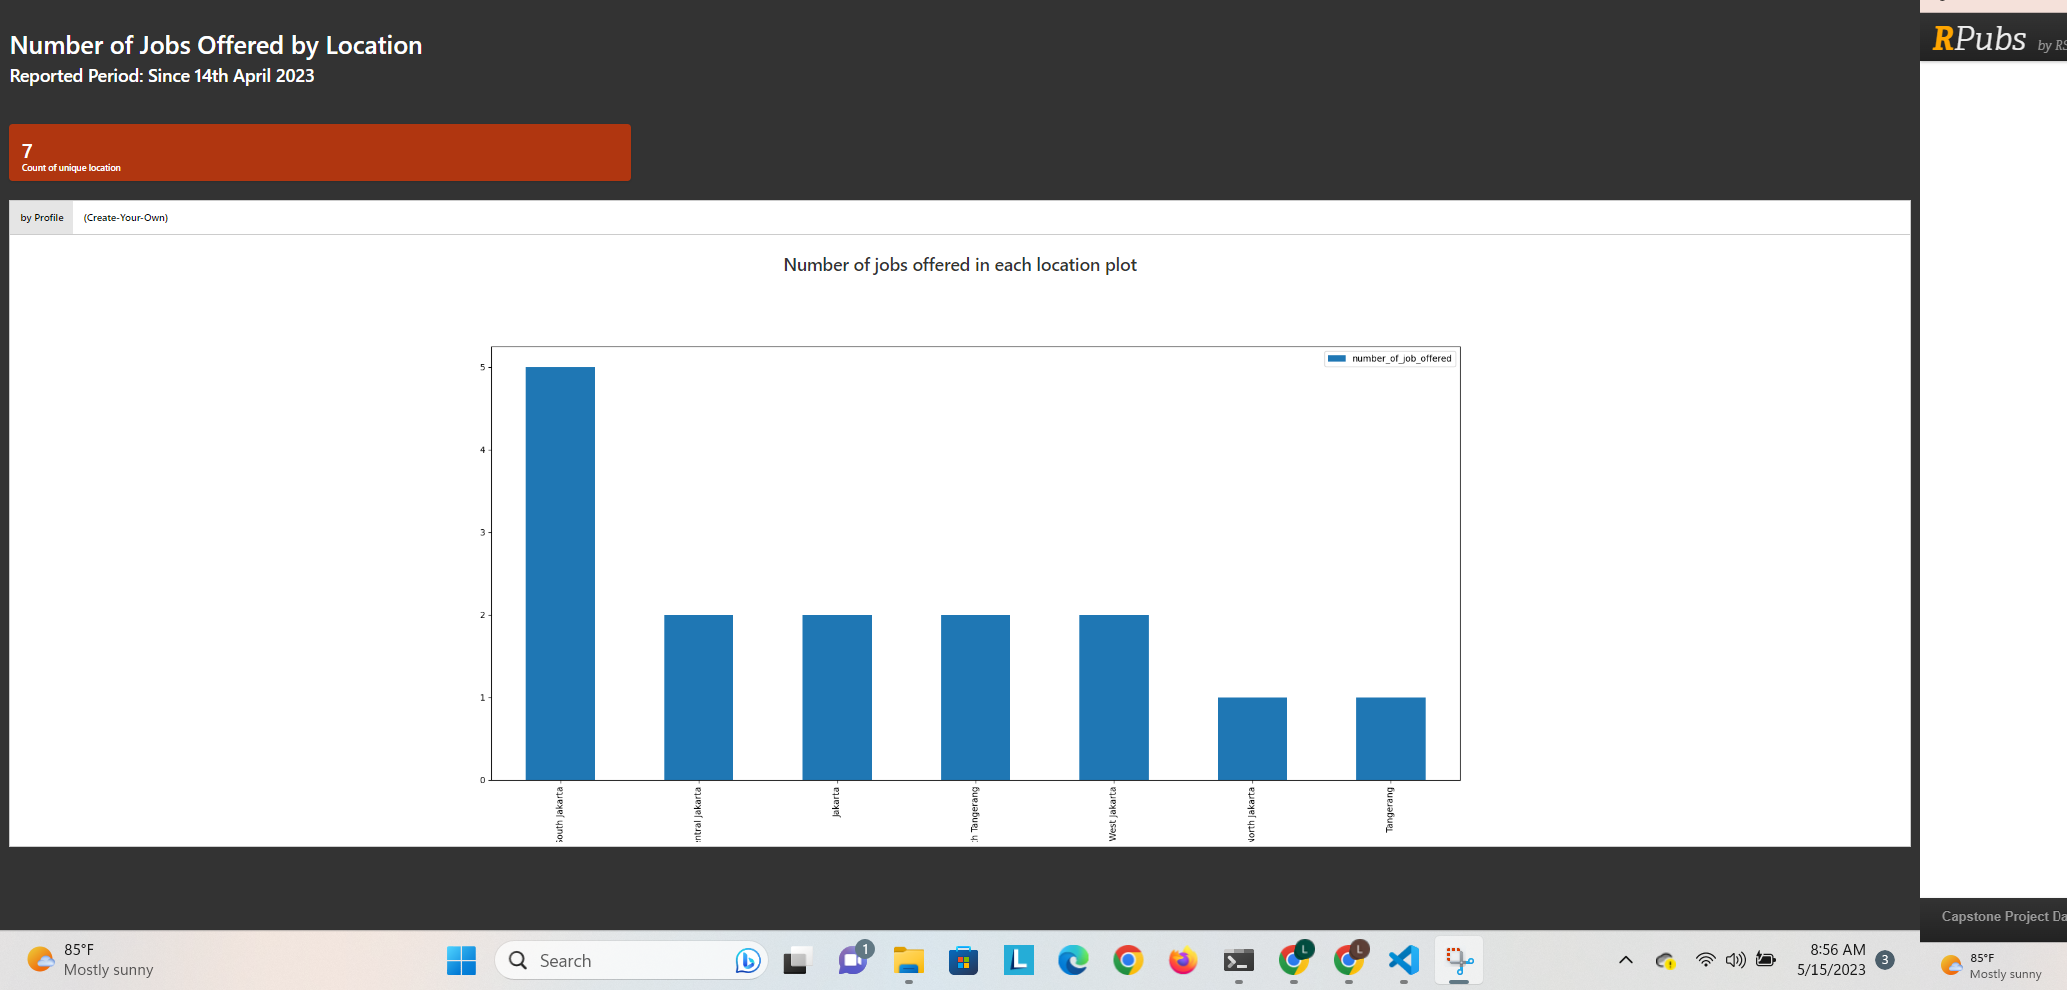 Number of Jobs Offered by Location
Reported Period: Since 14th April 2023
7
Count of unique location
by Profile
(Create-Your-Own)
Number of jobs offered in each location plot
number_of_job_offered
5
4
3
2
1
0
South Jakarta
ntral Jakarta
Jakarta
h Tangerang
West Jakarta
North Jakarta
Tangerang
RPubs by RS
Capstone Project Da
85°F
Mostly sunny
Search
1
L
L
L
8:56 AM
5/15/2023
3
85°F
Mostly sunny